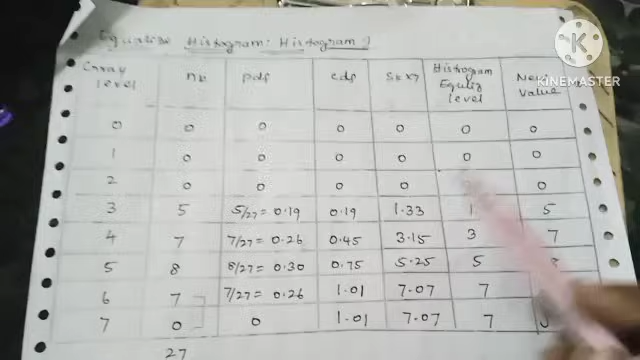 Equalize Histogram: Histogram 1
KINEMASTER
Gray level nk pdf cdf Sk×7 Histogram Equliz level New Value
0 0 0 0 0 0 0
1 0 0 0 0 0 0
2 0 0 0 0 0
3 5 5/27 = 0.19 0.19 1.33 1 5
4 7 7/27 = 0.26 0.45 3.15 3 7
5 8 8/27 = 0.30 0.75 5.25 5
6 7 7/27 = 0.26 1.01 7.07 7
7 0 0 1.01 7.07 7
27